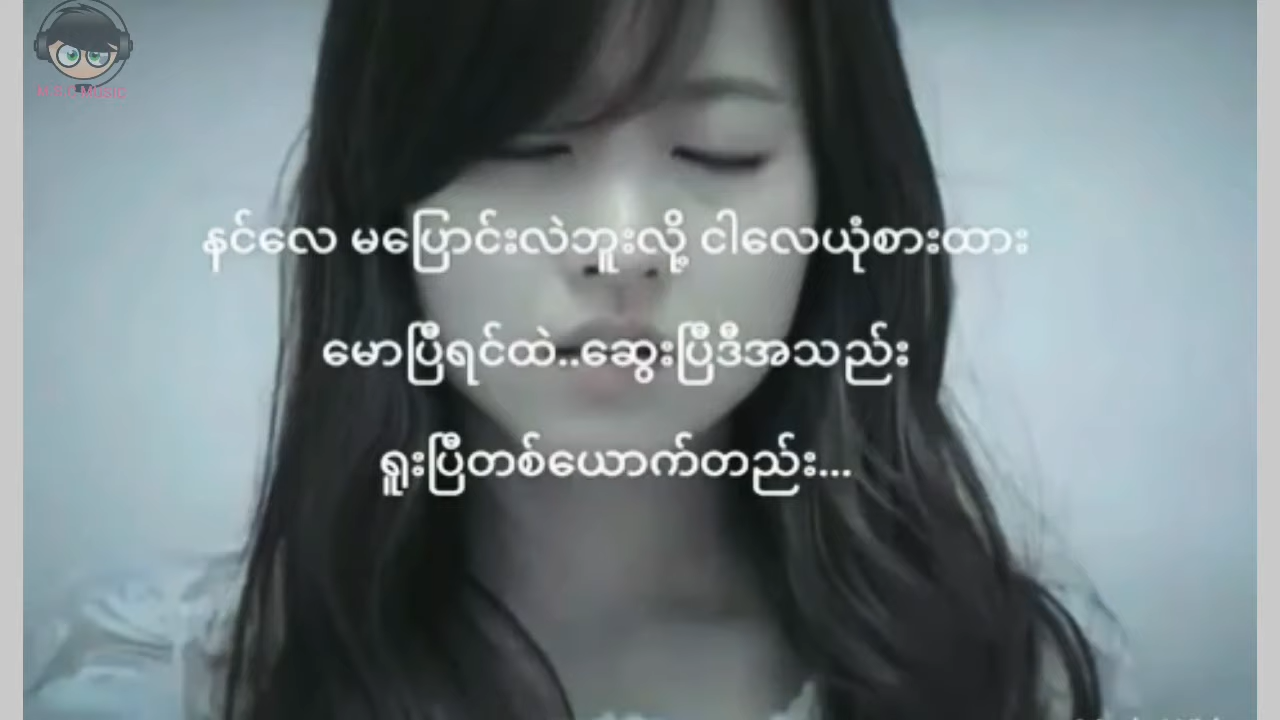 နင်လေ မပြောင်းလဲဘူးလို့ ငါလေယုံစားထား
မောပြီရင်ထဲ..ဆွေးပြီဒီအသည်း
ရှုးပြီတစ်ယောက်တည်း...